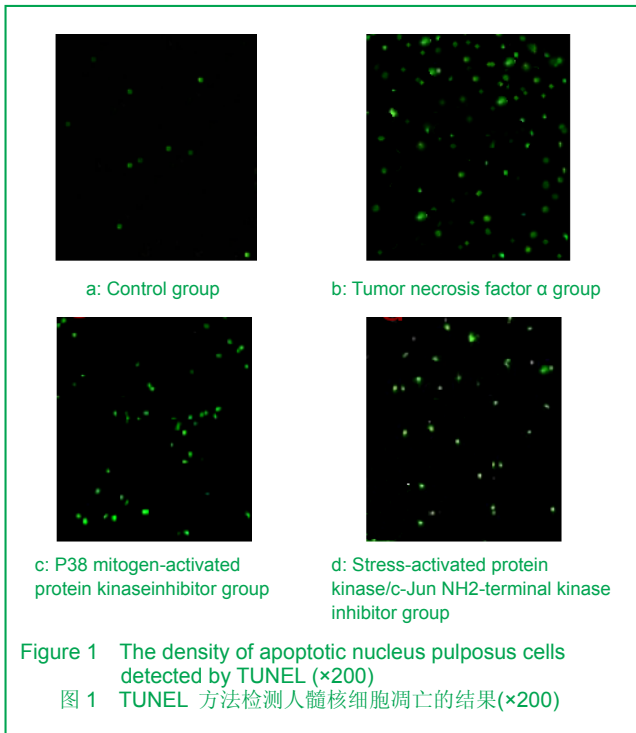 a: Control group
b: Tumor necrosis factor α group
c: P38 mitogen-activated
protein kinaseinhibitor group
d: Stress-activated protein
kinase/c-Jun NH2-terminal kinase
inhibitor group
Figure 1 The density of apoptotic nucleus pulposus cells
detected by TUNEL (×200)
图 1 TUNEL 方法检测人髓核细胞凋亡的结果(×200)